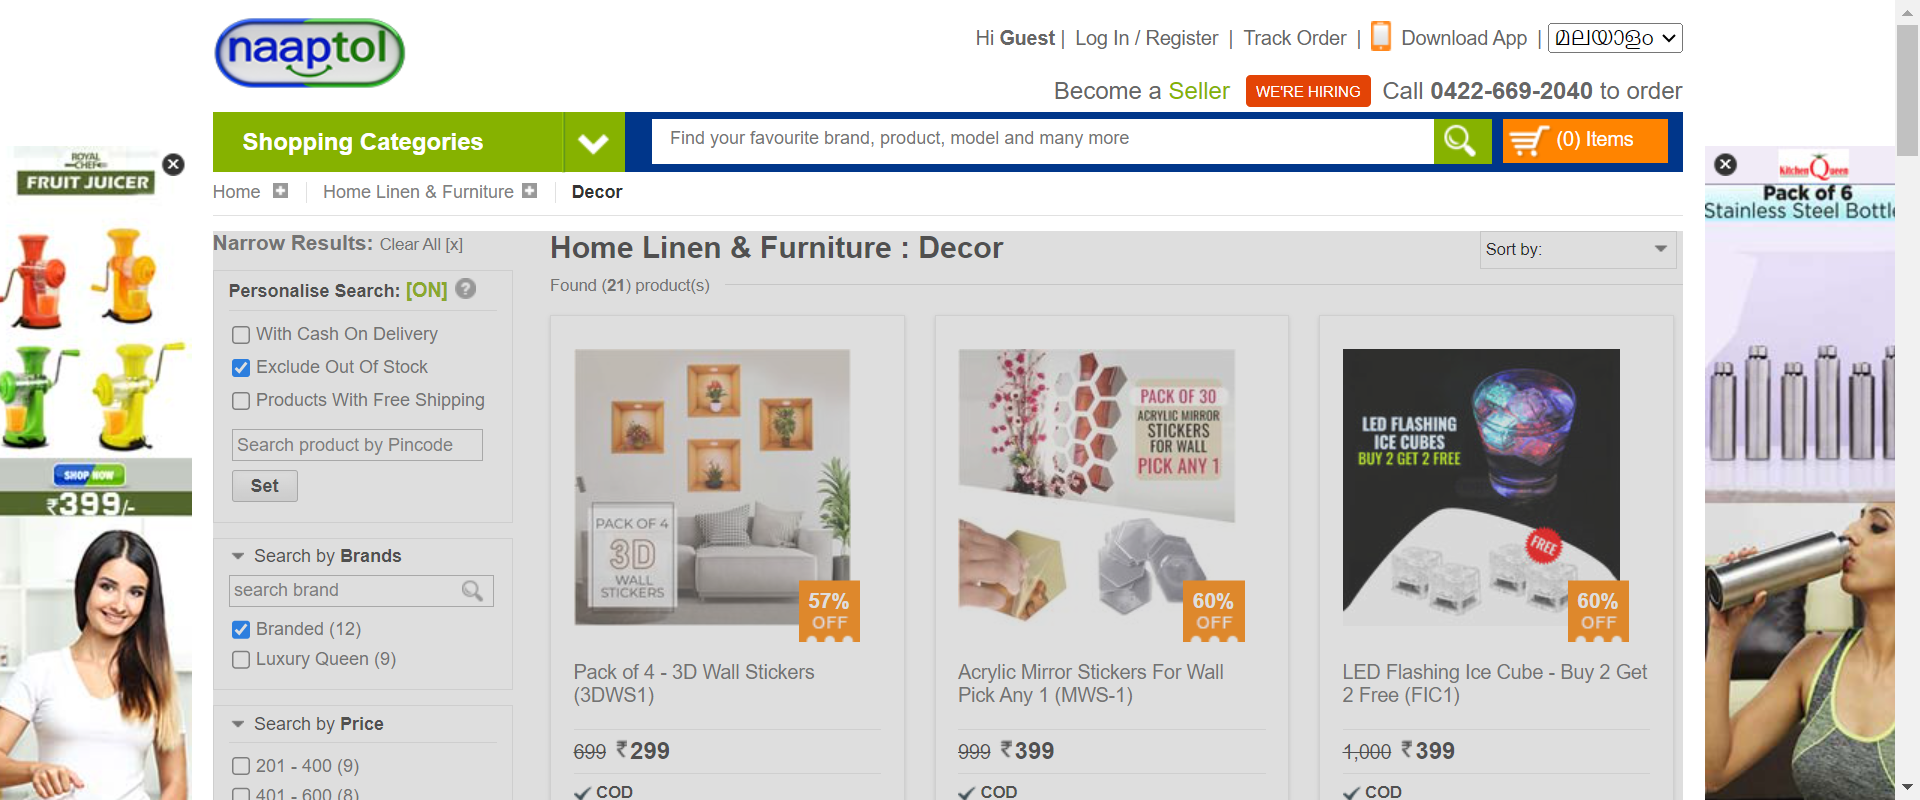 naaptol
Hi Guest | Log In / Register | Track Order | Download App | മലയാളം
Become a Seller WE'RE HIRING Call 0422-669-2040 to order
Shopping Categories
Find your favourite brand, product, model and many more
(0) Items
Home
Home Linen & Furniture
Decor
ROYAL
CHEF
FRUIT JUICER
SHOP NOW
₹399/-
Kitchen Queen
Pack of 6
Stainless Steel Bottle
Narrow Results: Clear All [x]
Personalise Search: [ON] ?
With Cash On Delivery
Exclude Out Of Stock
Products With Free Shipping
Search product by Pincode
Set
Search by Brands
search brand
Branded (12)
Luxury Queen (9)
Search by Price
201 - 400 (9)
401 - 600 (8)
Home Linen & Furniture : Decor
Sort by:
Found (21) product(s)
PACK OF 4
3D
WALL
STICKERS
57%
OFF
Pack of 4 - 3D Wall Stickers
(3DWS1)
699 ₹299
COD
PACK OF 30
ACRYLIC MIRROR
STICKERS
FOR WALL
PICK ANY 1
60%
OFF
Acrylic Mirror Stickers For Wall
Pick Any 1 (MWS-1)
999 ₹399
COD
LED FLASHING
ICE CUBES
BUY 2 GET 2 FREE
FREE
60%
OFF
LED Flashing Ice Cube - Buy 2 Get
2 Free (FIC1)
1,000 ₹399
COD